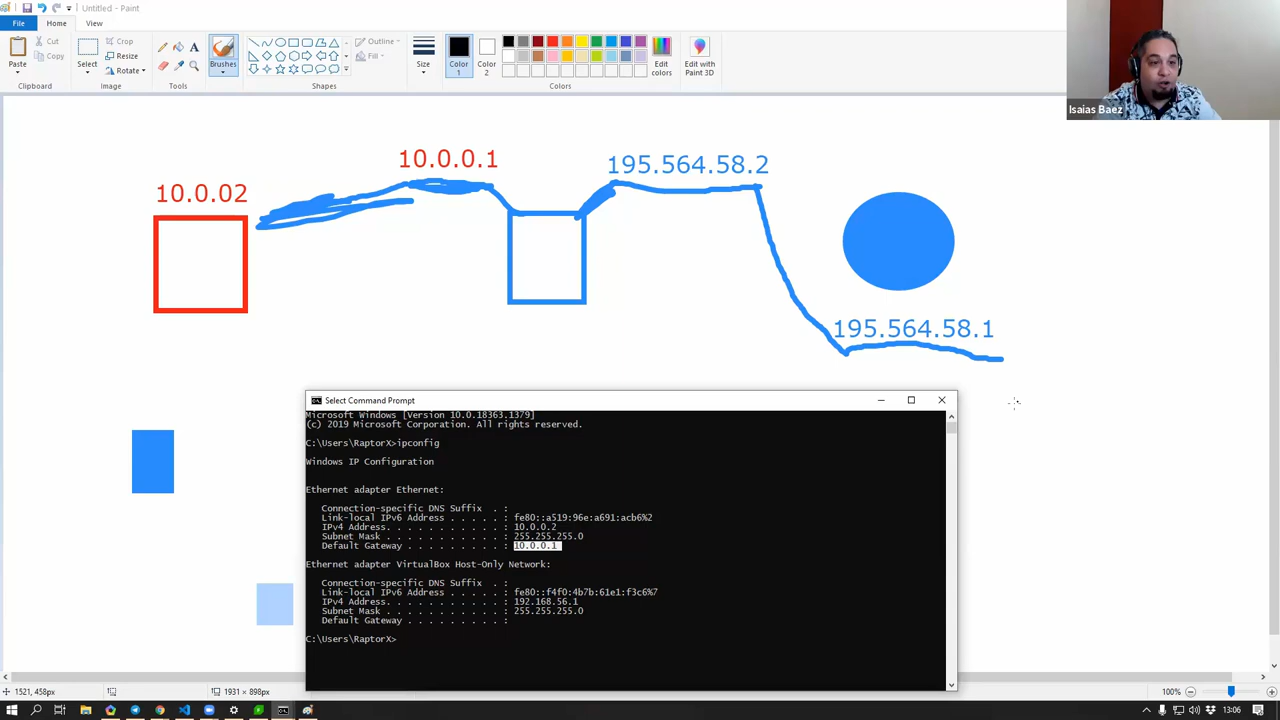 Untitled - Paint
File
Home
View
Paste
Cut
Copy
Clipboard
Select
Crop
Resize
Rotate
Image
Tools
Brushes
Shapes
Outline
Fill
Size
Color 1
Color 2
Colors
Edit colors
Edit with Paint 3D
Isaias Baez
10.0.02
10.0.0.1
195.564.58.2
195.564.58.1
Select Command Prompt
Microsoft Windows [Version 10.0.18363.1379]
(c) 2019 Microsoft Corporation. All rights reserved.
C:\Users\RaptorX>ipconfig
Windows IP Configuration
Ethernet adapter Ethernet:
Connection-specific DNS Suffix . :
Link-local IPv6 Address . . . . . : fe80::a519:96e:a691:acb6%2
IPv4 Address. . . . . . . . . . . : 10.0.0.2
Subnet Mask . . . . . . . . . . . : 255.255.255.0
Default Gateway . . . . . . . . . : 10.0.0.1
Ethernet adapter VirtualBox Host-Only Network:
Connection-specific DNS Suffix . :
Link-local IPv6 Address . . . . . : fe80::f4f0:4b7b:61e1:f3c6%7
IPv4 Address. . . . . . . . . . . : 192.168.56.1
Subnet Mask . . . . . . . . . . . : 255.255.255.0
Default Gateway . . . . . . . . . :
C:\Users\RaptorX>
1521, 458px
1931 × 898px
100%
13:06